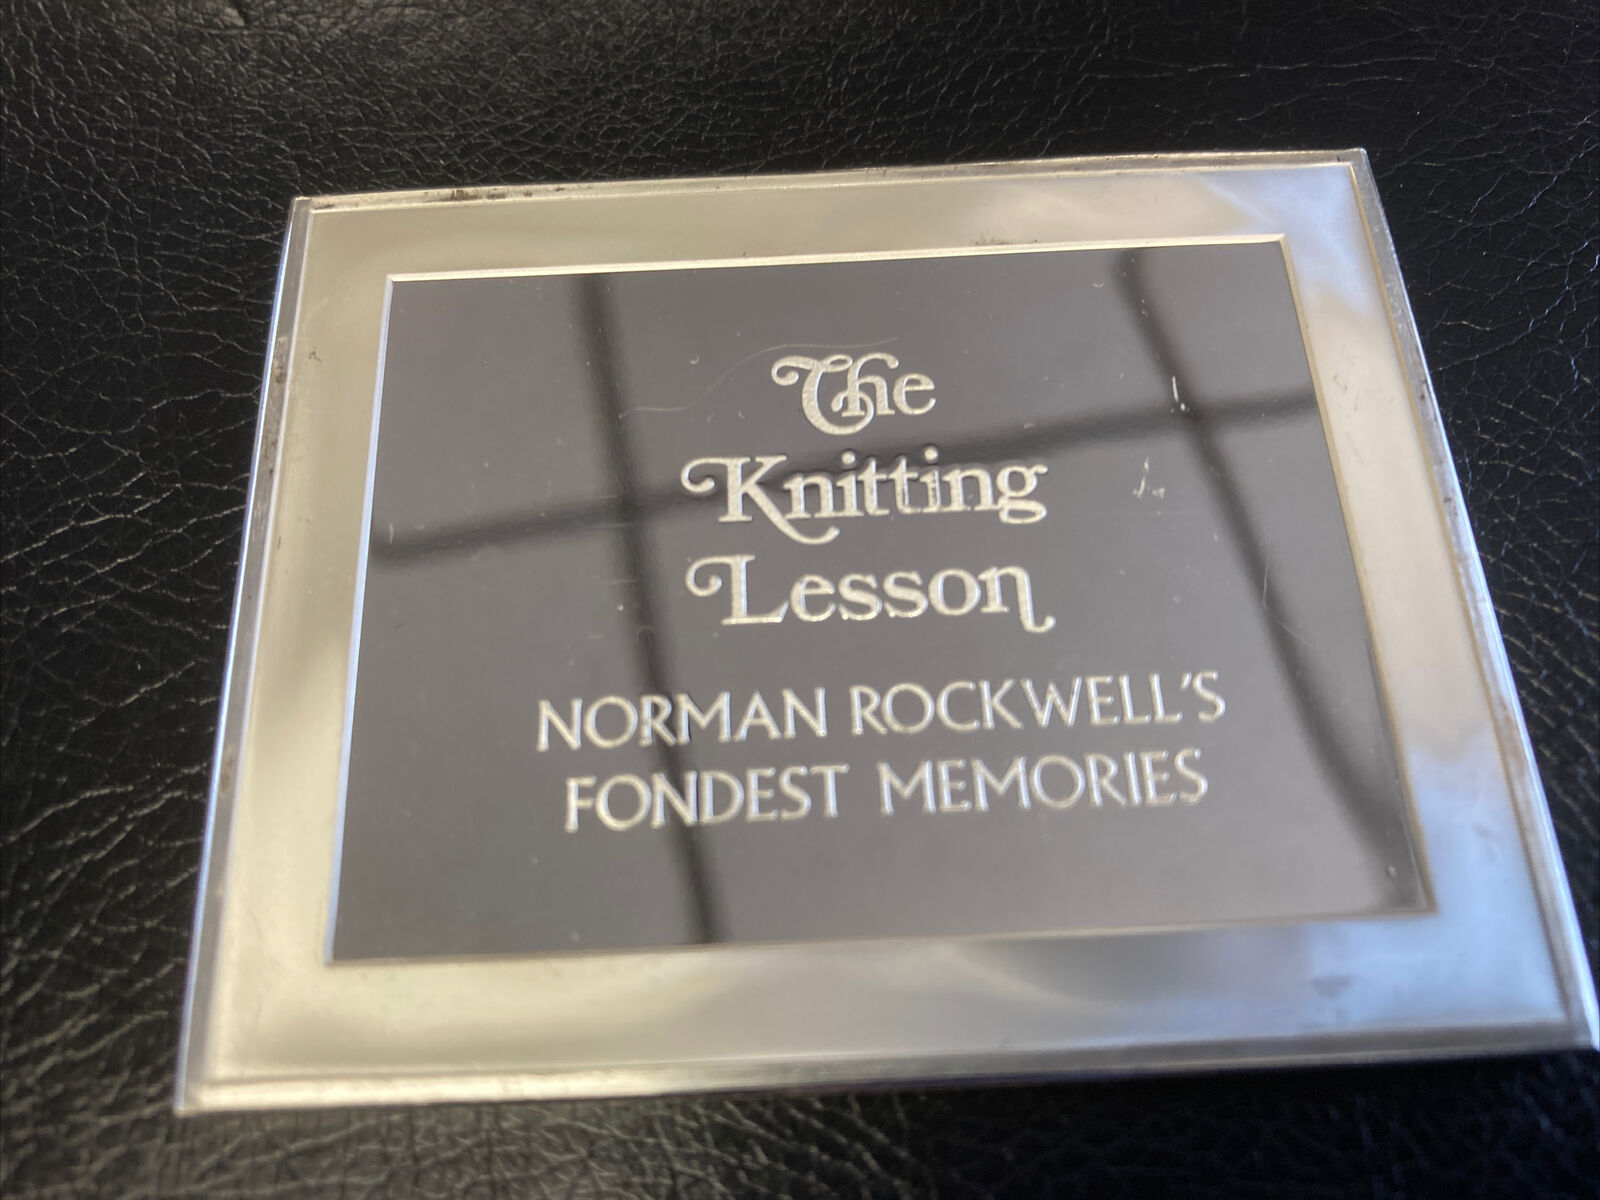 The
Knitting
Lesson
NORMAN ROCKWELL'S
FONDEST MEMORIES